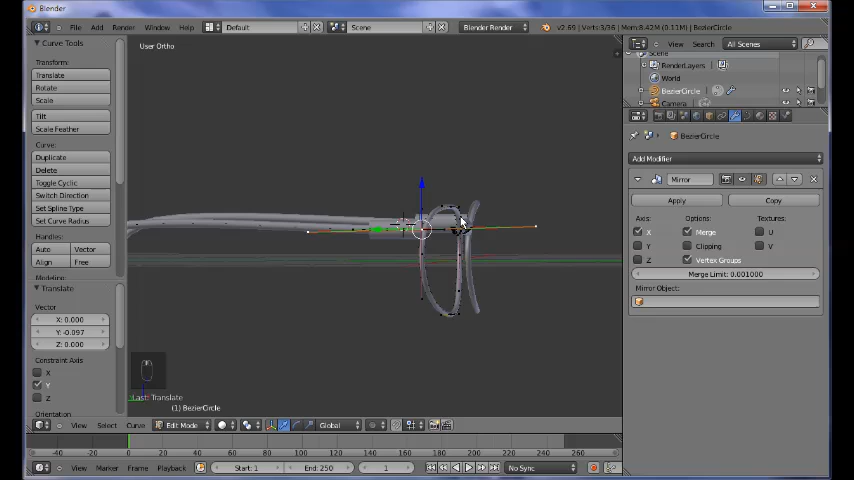 Blender
File Add Render Window Help
Default
Scene
Blender Render
v2.69 | Verts:3/36 | Mem:8.42M (0.11M) | BezierCircle
Curve Tools
Transform:
Translate
Rotate
Scale
Tilt
Scale Feather
Curve:
Duplicate
Delete
Toggle Cyclic
Switch Direction
Set Spline Type
Set Curve Radius
Handles:
Auto Vector
Align Free
Modeling:
Translate
Vector
X: 0.000
Y: -0.097
Z: 0.000
Constraint Axis
X
Y
Z
Orientation
User Ortho
Last: Translate
(1) BezierCircle
View Select Curve Edit Mode Global
-40 -20 0 20 40 60 80 100 120 140 160 180 200 220 240 260 280
View Marker Frame Playback Start: 1 End: 250 1 No Sync
View Search All Scenes
Scene
RenderLayers
World
BezierCircle
Camera
BezierCircle
Add Modifier
Mirror
Apply Copy
Axis: Options: Textures:
X Merge U
Y Clipping V
Z Vertex Groups
Merge Limit: 0.001000
Mirror Object: